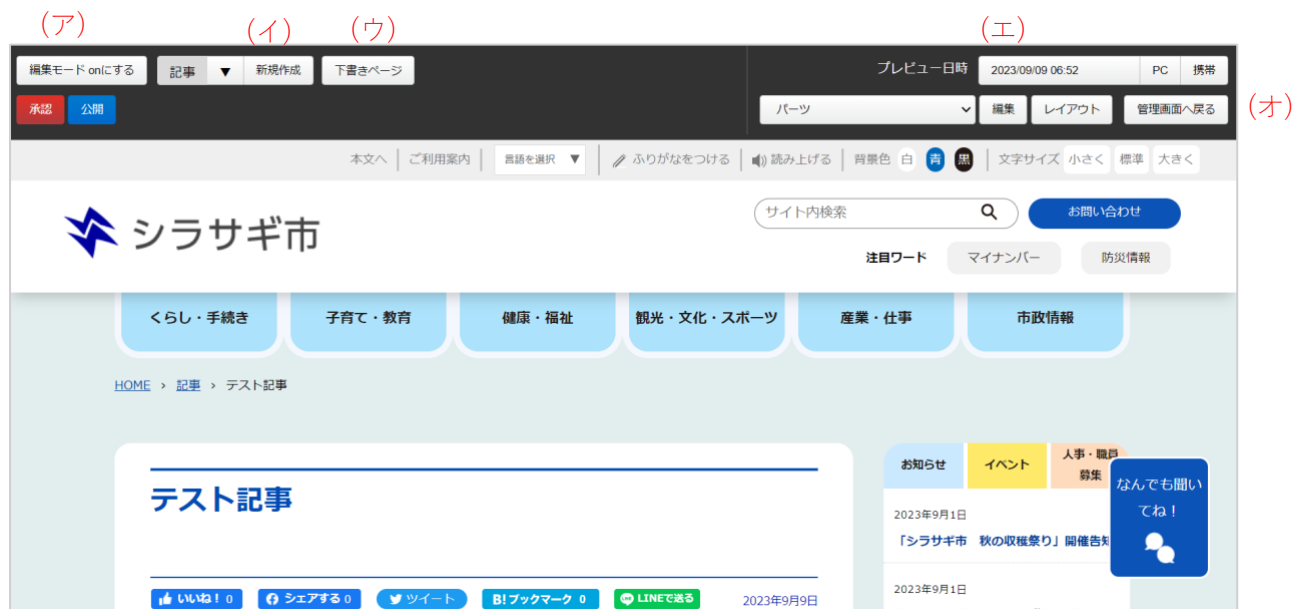 (ア) (イ) (ウ) (エ)
編集モード onにする 記事 ▼ 新規作成 下書きページ プレビュー日時 2023/09/09 06:52 PC 携帯
承認 公開 パーツ 編集 レイアウト 管理画面へ戻る (オ)
本文へ ご利用案内 言語を選択 ▼ ふりがなをつける 読み上げる 背景色 白 青 黒 文字サイズ 小さく 標準 大きく
シラサギ市
サイト内検索 お問い合わせ
注目ワード マイナンバー 防災情報
くらし・手続き 子育て・教育 健康・福祉 観光・文化・スポーツ 産業・仕事 市政情報
HOME › 記事 › テスト記事
テスト記事
いいね! 0 シェアする 0 ツイート B! ブックマーク 0 LINEで送る 2023年9月9日
お知らせ イベント 人事・職員
募集
2023年9月1日
「シラサギ市 秋の収穫祭り」開催告知
2023年9月1日
なんでも聞い
てね！